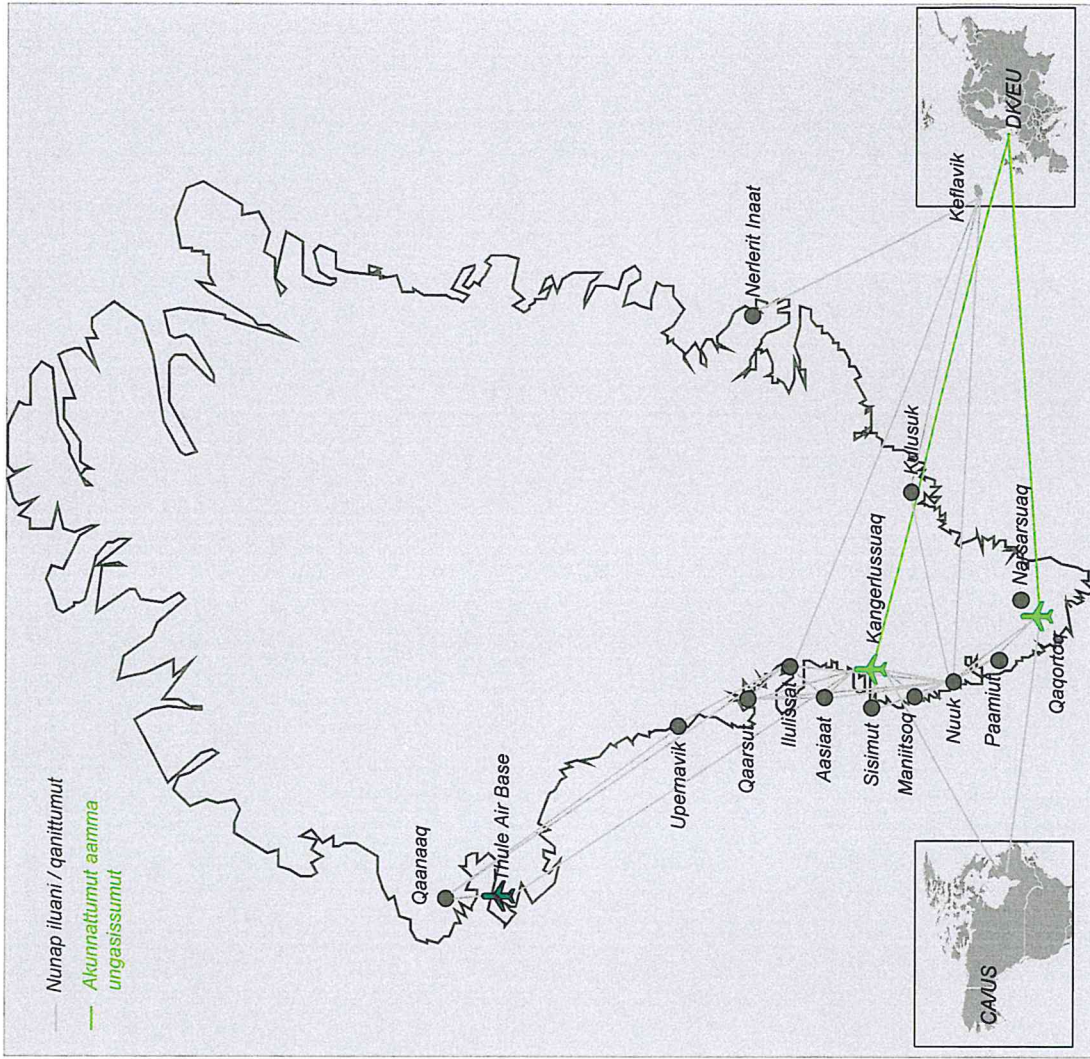 Nunap iluani / qanittumut
Akunnattumut aamma
ungasissumut
Qaanaaq
Thule Air Base
Upernavik
Qaarsut
Ilulissat
Aasiaat
Sisimut
Kangerlussuaq
Maniitsoq
Nuuk
Paamiut
Qaqortoq
Narsarsuaq
Kulusuk
Nerlerit Inaat
Keflavik
CA/US
DK/EU